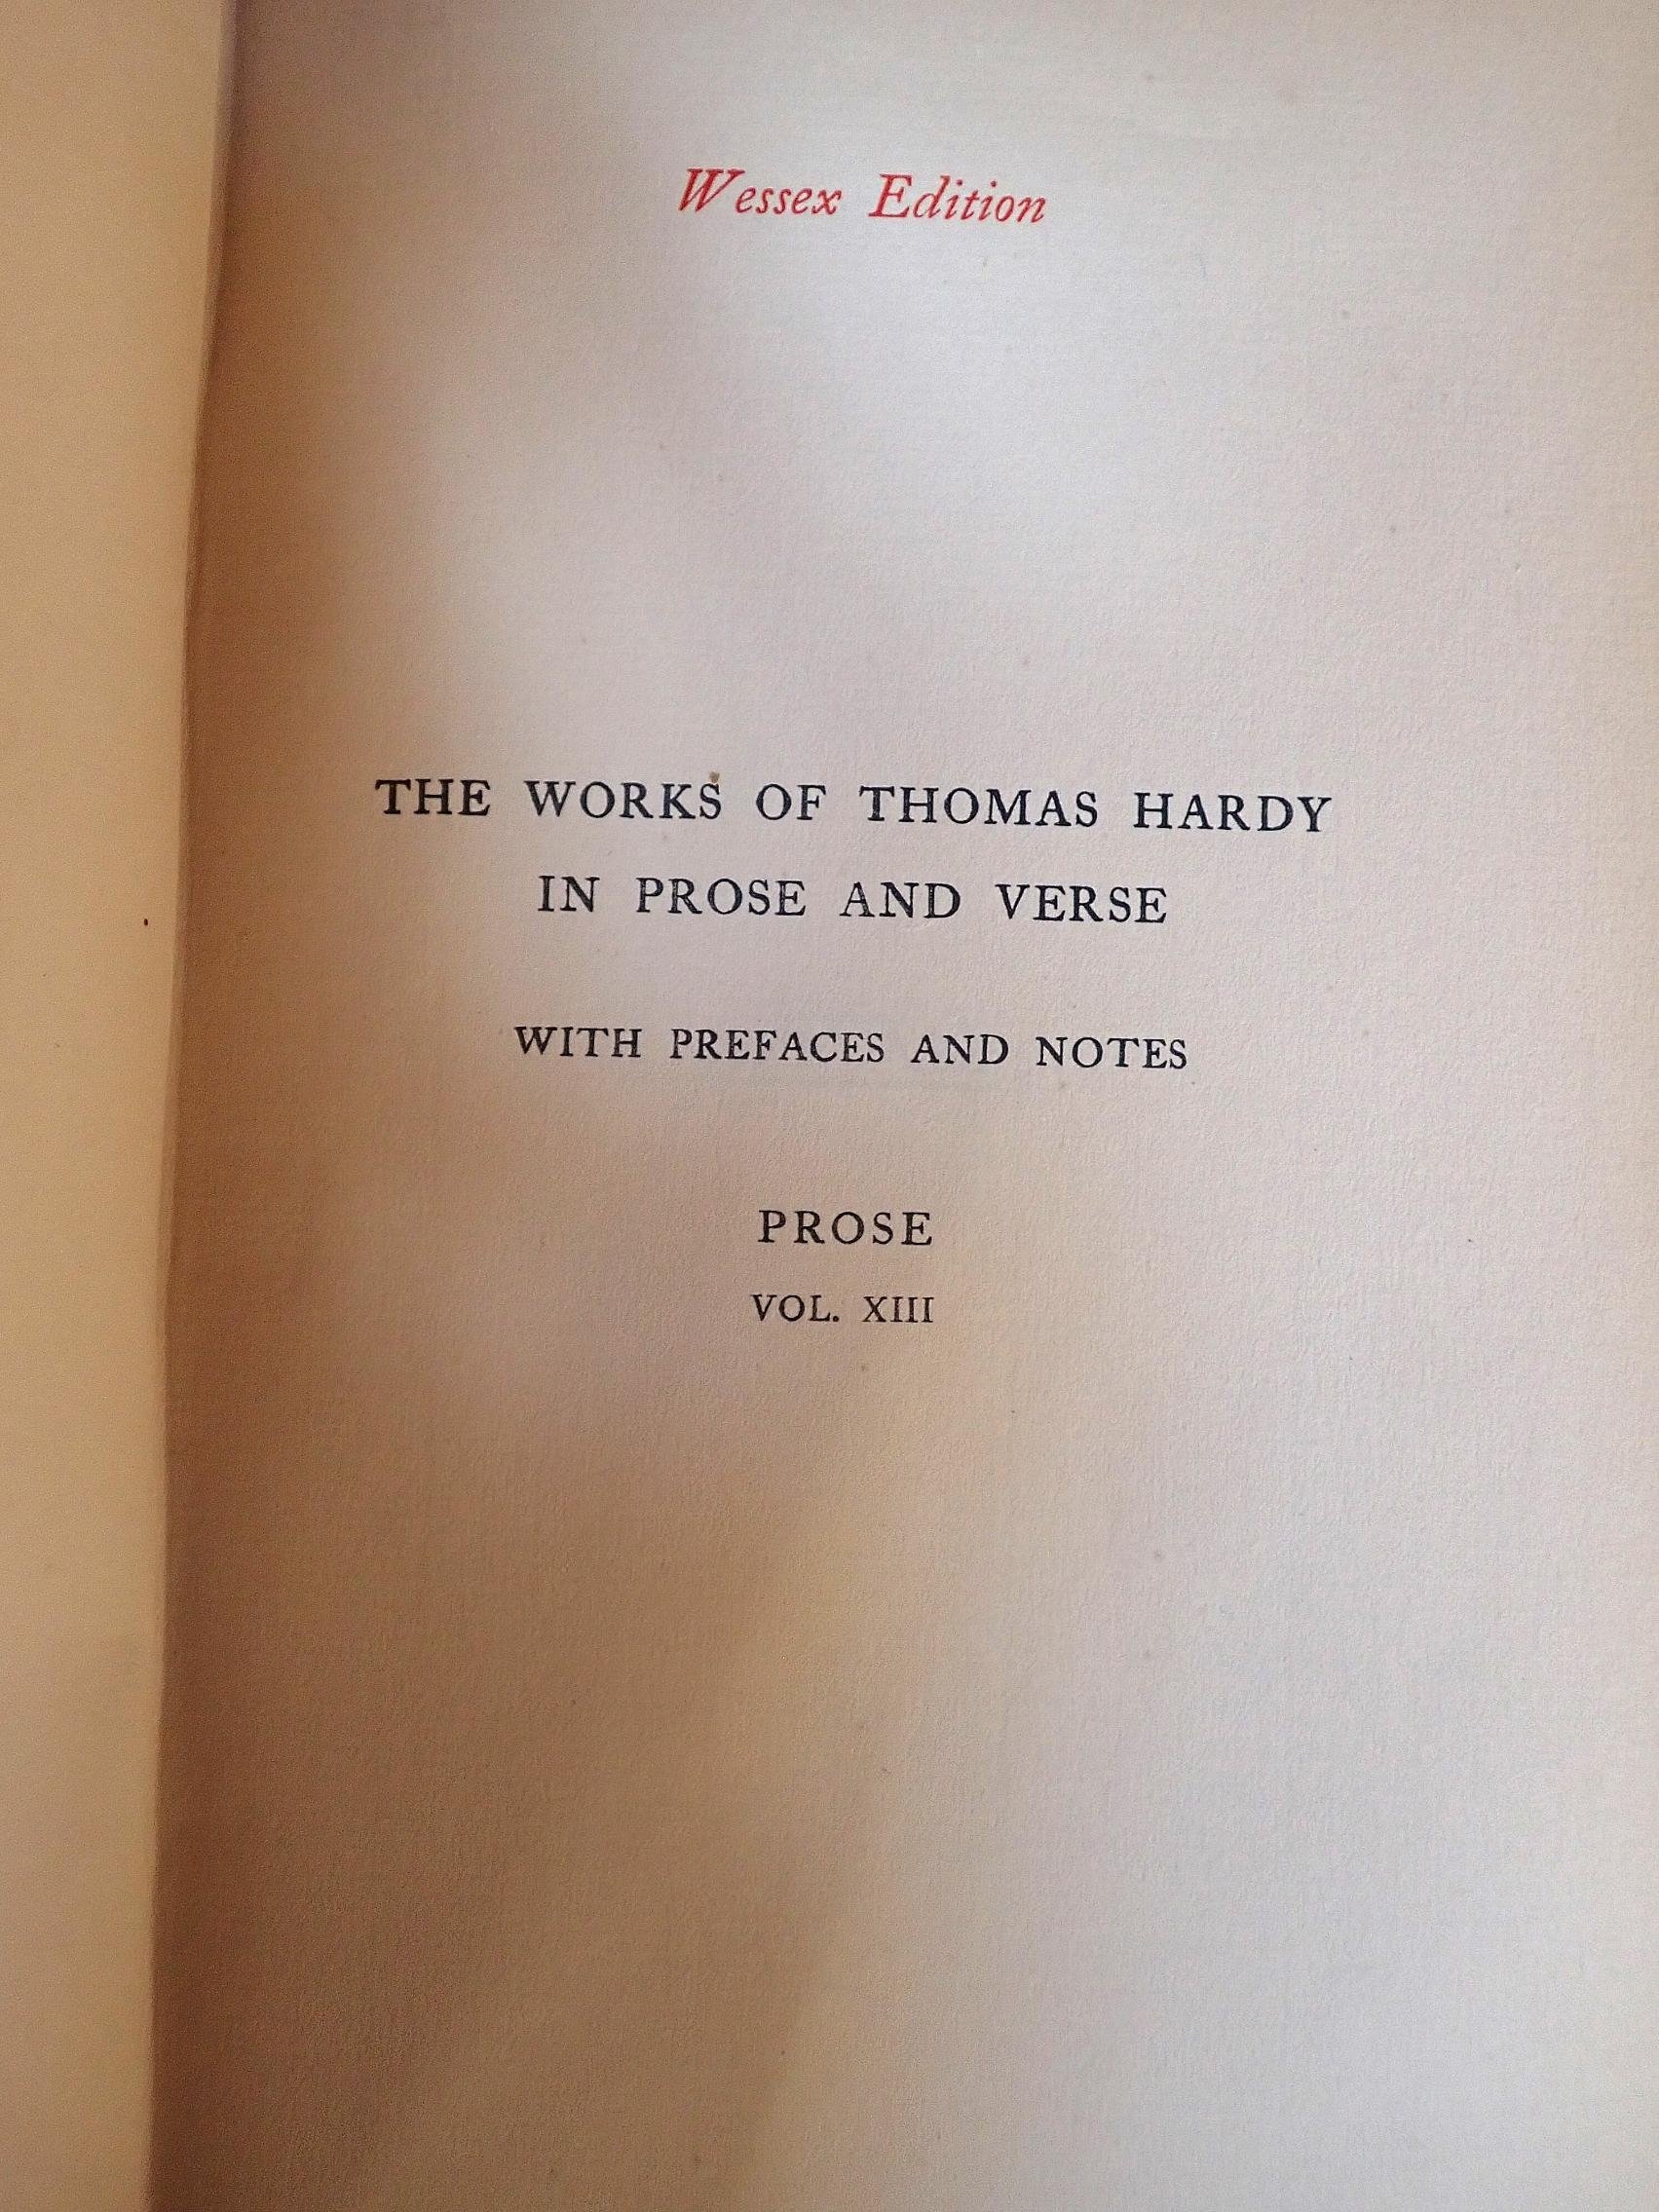 Wessex Edition
THE WORKS OF THOMAS HARDY
IN PROSE AND VERSE
WITH PREFACES AND NOTES
PROSE
VOL. XIII